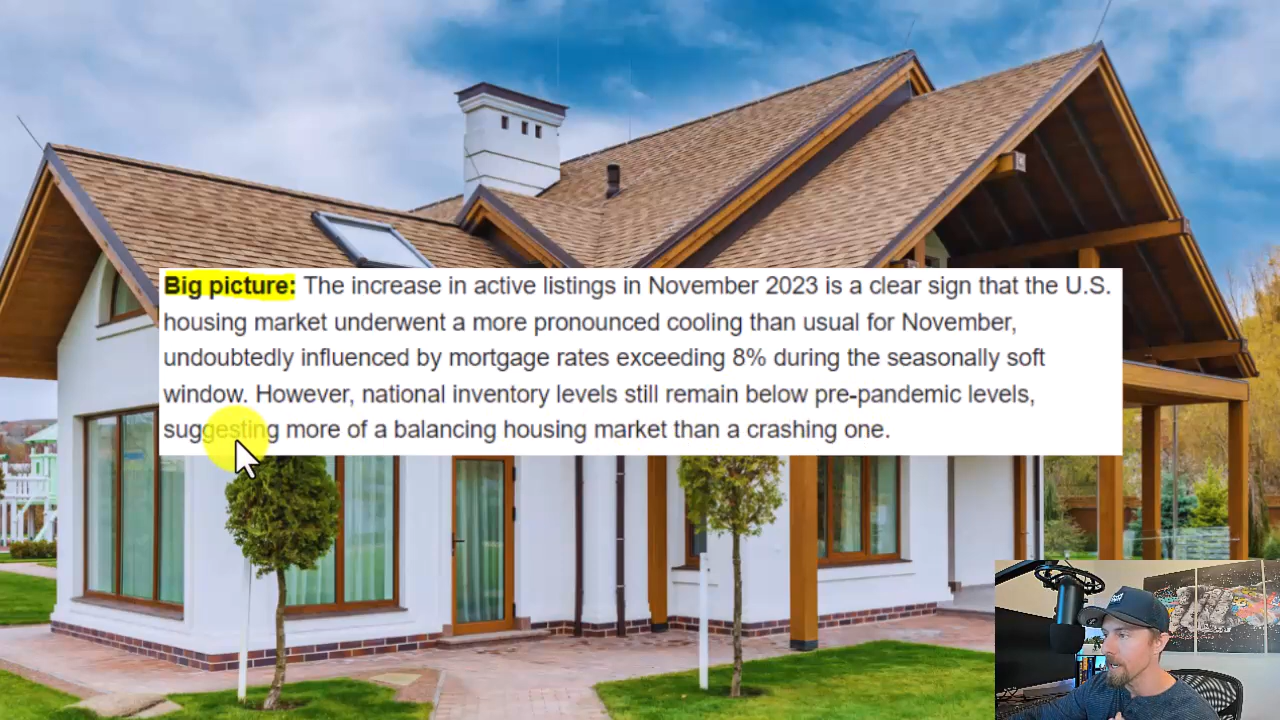 Big picture: The increase in active listings in November 2023 is a clear sign that the U.S.
housing market underwent a more pronounced cooling than usual for November,
undoubtedly influenced by mortgage rates exceeding 8% during the seasonally soft
window. However, national inventory levels still remain below pre-pandemic levels,
suggesting more of a balancing housing market than a crashing one.